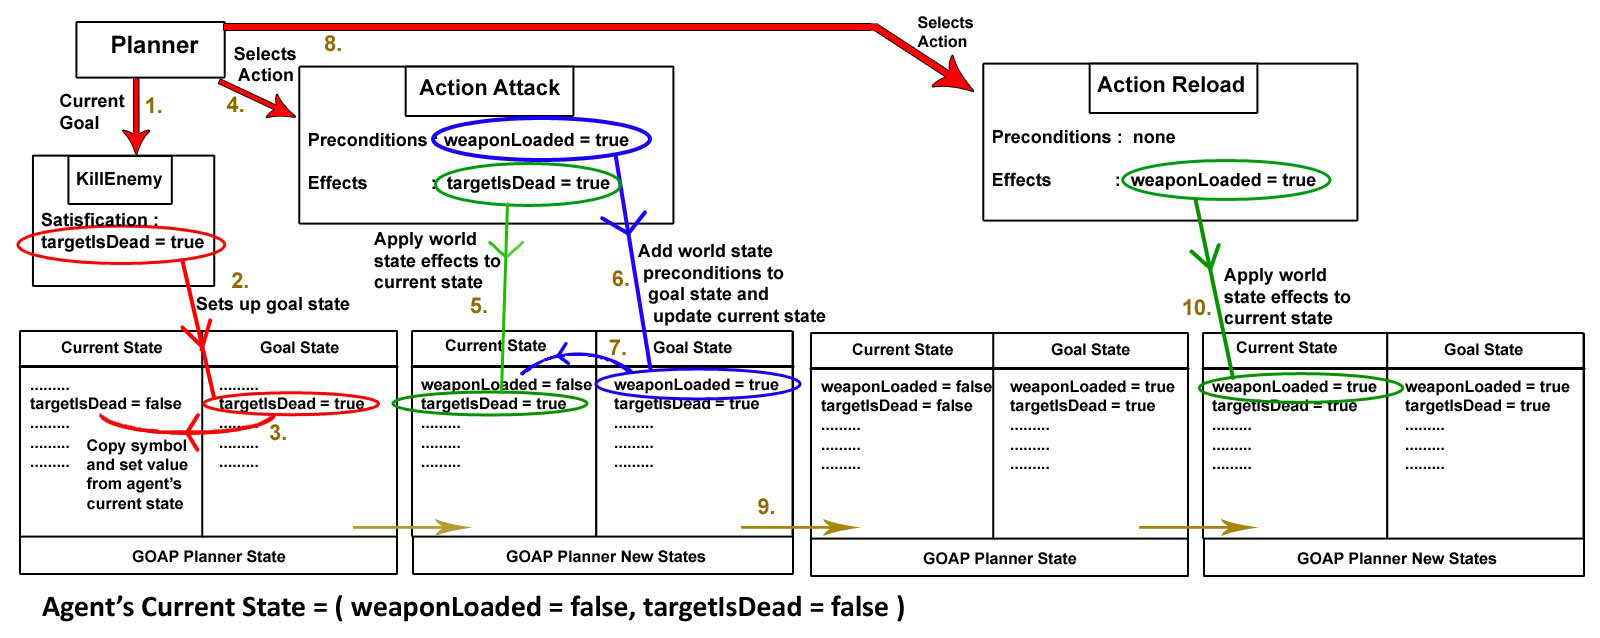 Planner
8.
Selects
Action
Selects
Action
Current
Goal
1.
4.
Action Attack
Preconditions : weaponLoaded = true
Effects : targetIsDead = true
Action Reload
Preconditions : none
Effects : weaponLoaded = true
KillEnemy
Satisfication :
targetIsDead = true
2.
Sets up goal state
Apply world
state effects to
current state
5.
6.
Add world state
preconditions to
goal state and
update current state
10.
Apply world
state effects to
current state
Current State
Goal State
.........
.........
targetIsDead = false
targetIsDead = true
.........
.........
.........
.........
.........
.........
3.
Copy symbol
and set value
from agent's
current state
GOAP Planner State
Current State
7.
Goal State
weaponLoaded = false
weaponLoaded = true
targetIsDead = true
targetIsDead = true
.........
.........
.........
.........
.........
.........
GOAP Planner New States
9.
Current State
Goal State
weaponLoaded = false
weaponLoaded = true
targetIsDead = false
targetIsDead = true
.........
.........
.........
.........
.........
.........
GOAP Planner State
Current State
Goal State
weaponLoaded = true
weaponLoaded = true
targetIsDead = true
targetIsDead = true
.........
.........
.........
.........
.........
.........
GOAP Planner New States
Agent's Current State = ( weaponLoaded = false, targetIsDead = false )